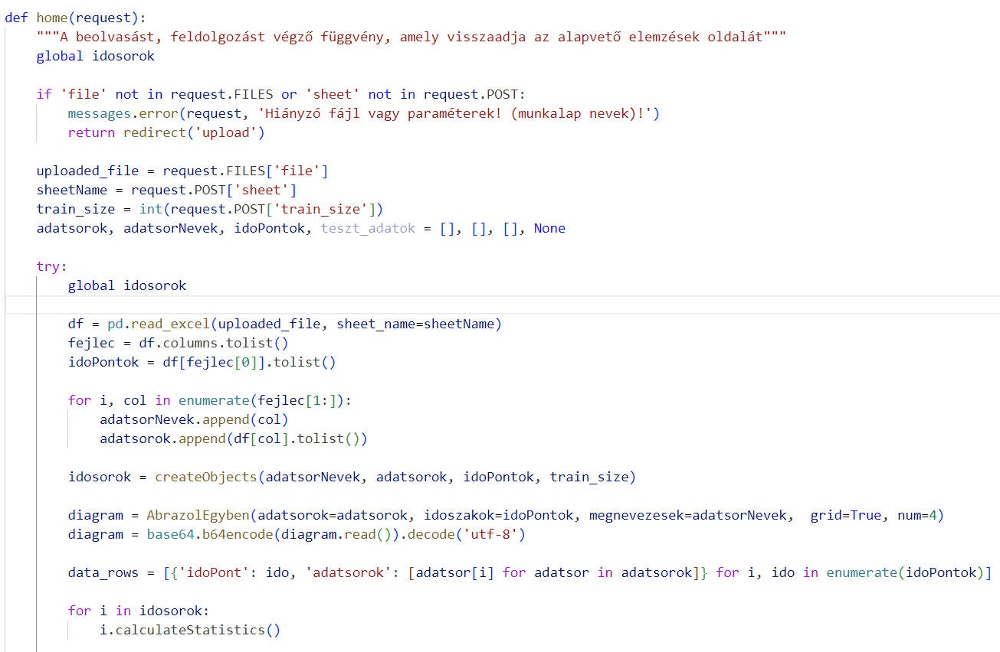 def home(request):
    """A beolvasást, feldolgozást végző függvény, amely visszaadja az alapvető elemzések oldalát"""
    global idosorok

    if 'file' not in request.FILES or 'sheet' not in request.POST:
        messages.error(request, 'Hiányzó fájl vagy paraméterek! (munkalap nevek)!')
        return redirect('upload')

    uploaded_file = request.FILES['file']
    sheetName = request.POST['sheet']
    train_size = int(request.POST['train_size'])
    adatsorok, adatsorNevek, idoPontok, teszt_adatok = [], [], [], None

    try:
        global idosorok

        df = pd.read_excel(uploaded_file, sheet_name=sheetName)
        fejlec = df.columns.tolist()
        idoPontok = df[fejlec[0]].tolist()

        for i, col in enumerate(fejlec[1:]):
            adatsorNevek.append(col)
            adatsorok.append(df[col].tolist())

        idosorok = createObjects(adatsorNevek, adatsorok, idoPontok, train_size)

        diagram = AbrazolEgyben(adatsorok=adatsorok, idoszakok=idoPontok, megnevezesek=adatsorNevek,  grid=True, num=4)
        diagram = base64.b64encode(diagram.read()).decode('utf-8')

        data_rows = [{'idoPont': ido, 'adatsorok': [adatsor[i] for adatsor in adatsorok]} for i, ido in enumerate(idoPontok)]

        for i in idosorok:
            i.calculateStatistics()